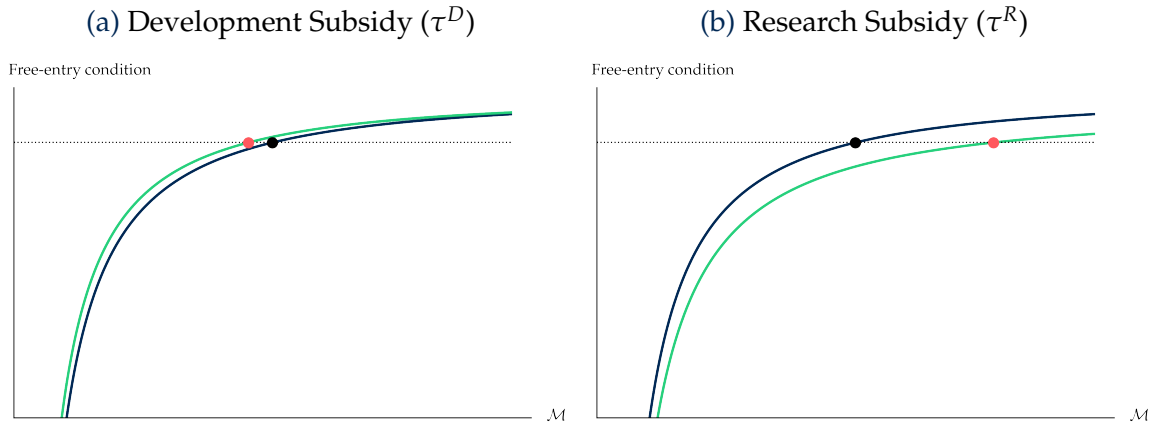 (a) Development Subsidy (τ^D)
Free-entry condition
ℳ
(b) Research Subsidy (τ^R)
Free-entry condition
ℳ